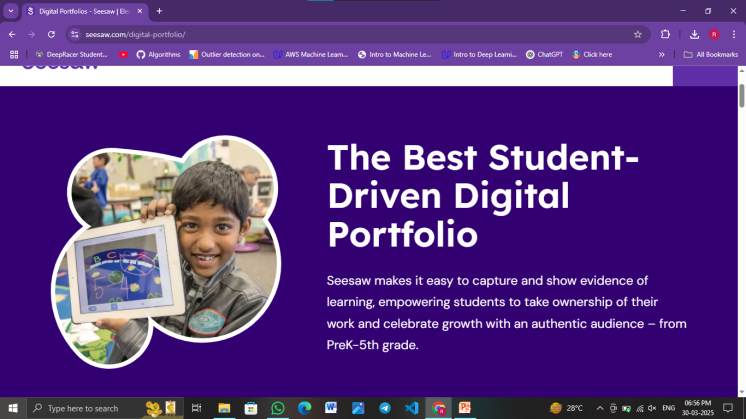 Digital Portfolios - Seesaw | Ele
seesaw.com/digital-portfolio/
DeepRacer Student...
Algorithms
Outlier detection on...
AWS Machine Learn...
Intro to Machine Le...
Intro to Deep Learni...
ChatGPT
Click here
All Bookmarks
The Best Student-
Driven Digital
Portfolio
Seesaw makes it easy to capture and show evidence of
learning, empowering students to take ownership of their
work and celebrate growth with an authentic audience – from
PreK-5th grade.
Type here to search
28°C
ENG
06:56 PM
30-03-2025